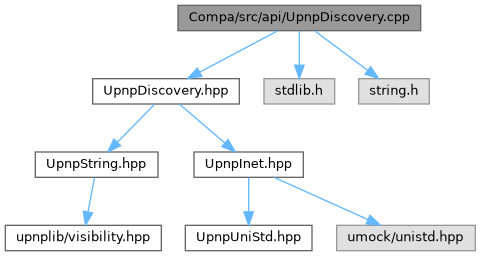 Compa/src/api/UpnpDiscovery.cpp
UpnpDiscovery.hpp
stdlib.h
string.h
UpnpString.hpp
UpnpInet.hpp
upnplib/visibility.hpp
UpnpUniStd.hpp
umock/unistd.hpp